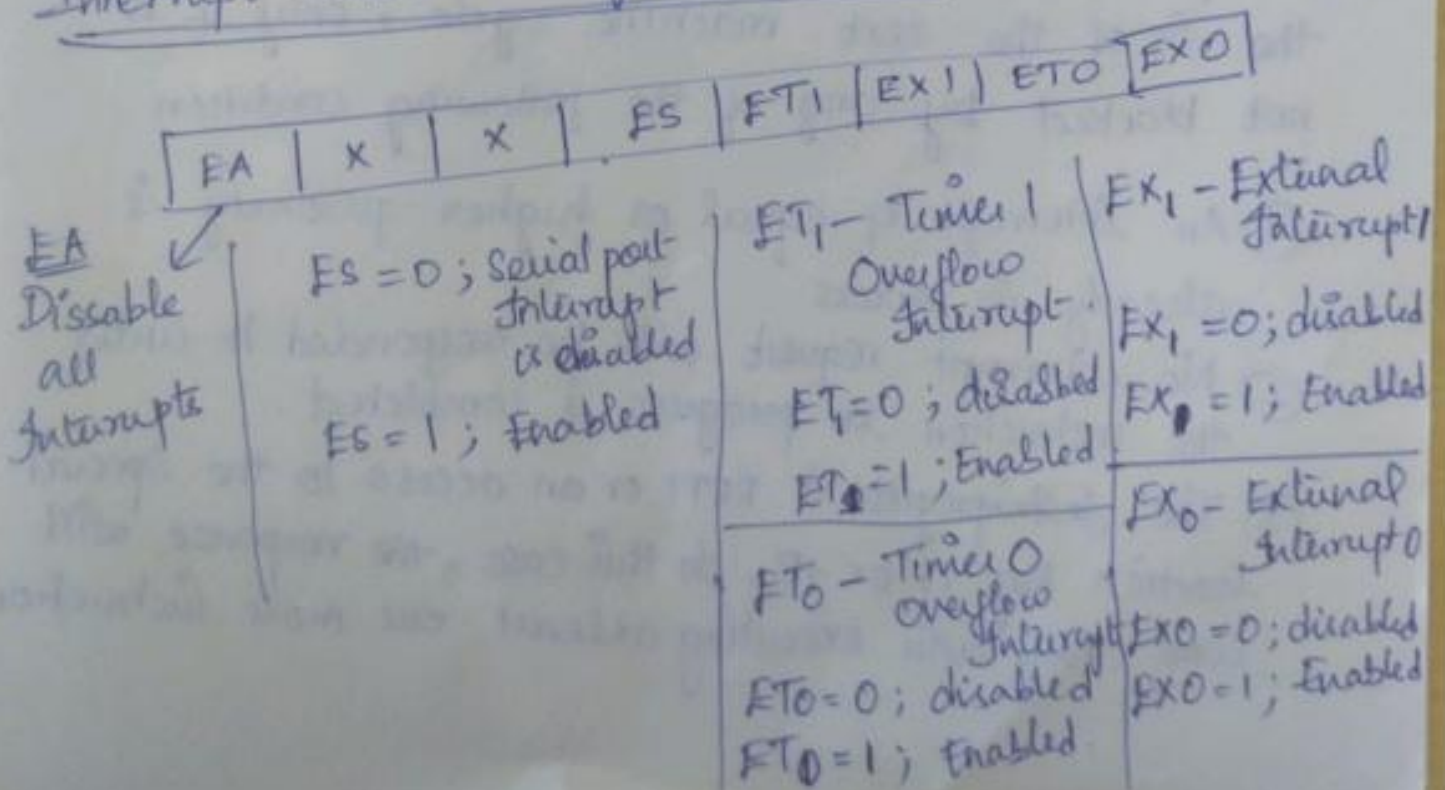 Interrupt
EA | X | X | ES | ET1 | EX1 | ET0 | EX0
EA
Dissable
all
Interrupts
ES = 0 ; Serial port
Interrupt
is disabled
ES = 1 ; Enabled
ET1 - Timer 1
Overflow
Interrupt.
ET1 = 0 ; disabled
ET1 = 1 ; Enabled
ET0 - Timer 0
Overflow
Interrupt
ET0 = 0 ; disabled
ET0 = 1 ; Enabled
EX1 - External
Interrupt 1
EX1 = 0 ; disabled
EX1 = 1 ; Enabled
EX0 - External
Interrupt 0
EX0 = 0 ; disabled
EX0 = 1 ; Enabled